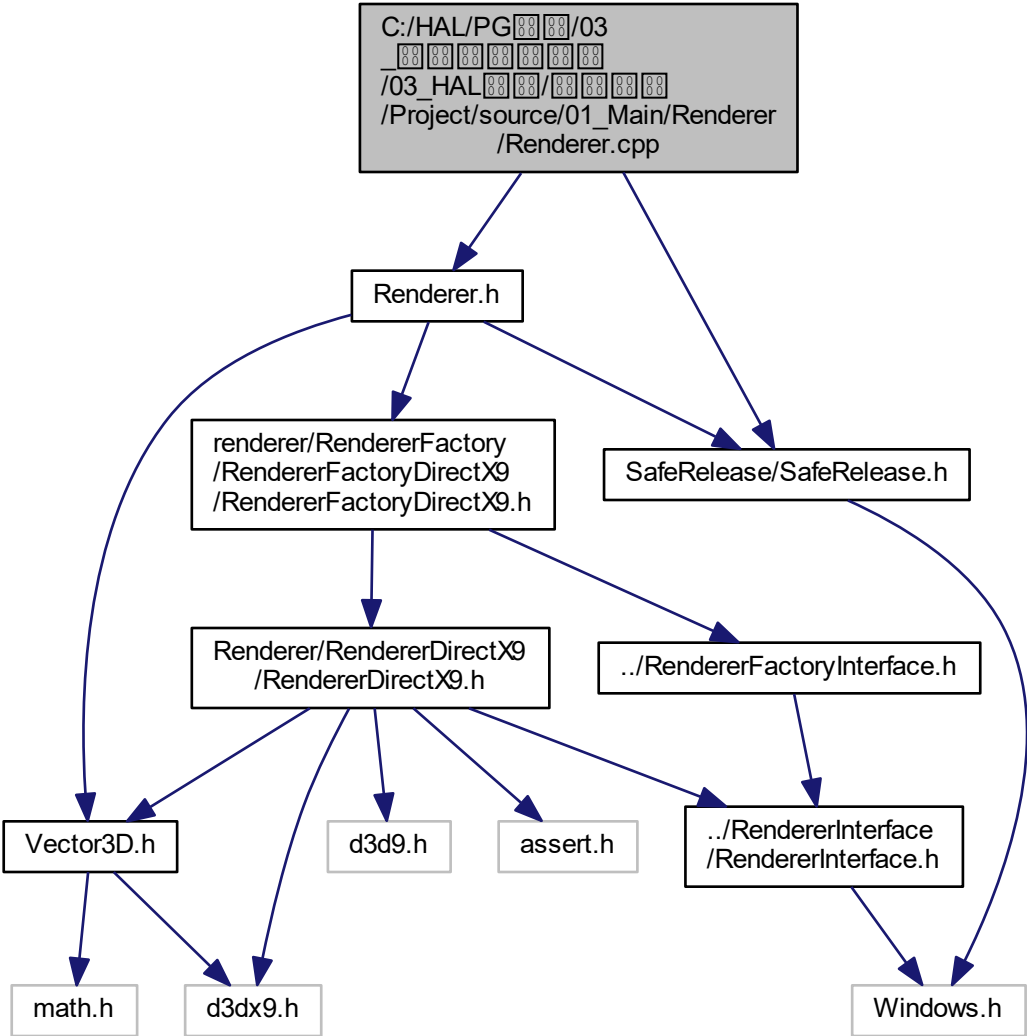 C:/HAL/PG/03
_
/03_HAL/
/Project/source/01_Main/Renderer
/Renderer.cpp
Renderer.h
renderer/RendererFactory
/RendererFactoryDirectX9
/RendererFactoryDirectX9.h
SafeRelease/SafeRelease.h
Renderer/RendererDirectX9
/RendererDirectX9.h
../RendererFactoryInterface.h
Vector3D.h
d3d9.h
assert.h
../RendererInterface
/RendererInterface.h
math.h
d3dx9.h
Windows.h